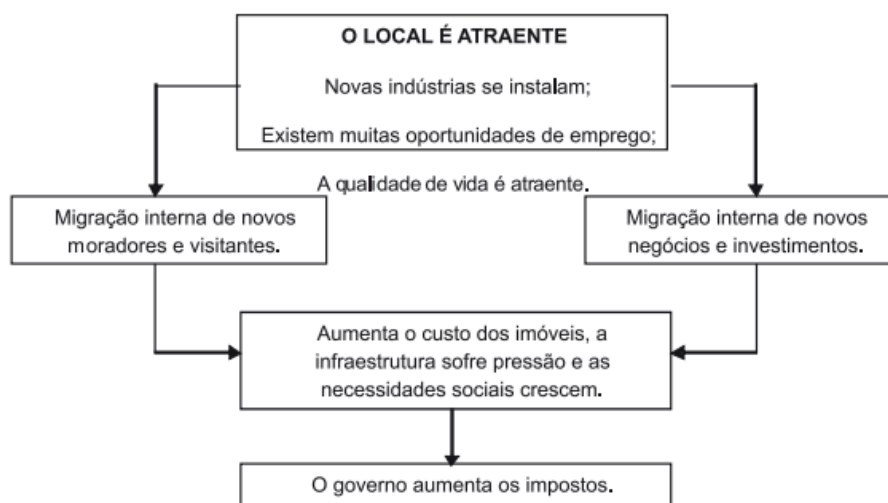 O LOCAL É ATRAENTE
Novas indústrias se instalam;
Existem muitas oportunidades de emprego;
A qualidade de vida é atraente.
Migração interna de novos
moradores e visitantes.
Migração interna de novos
negócios e investimentos.
Aumenta o custo dos imóveis, a
infraestrutura sofre pressão e as
necessidades sociais crescem.
O governo aumenta os impostos.